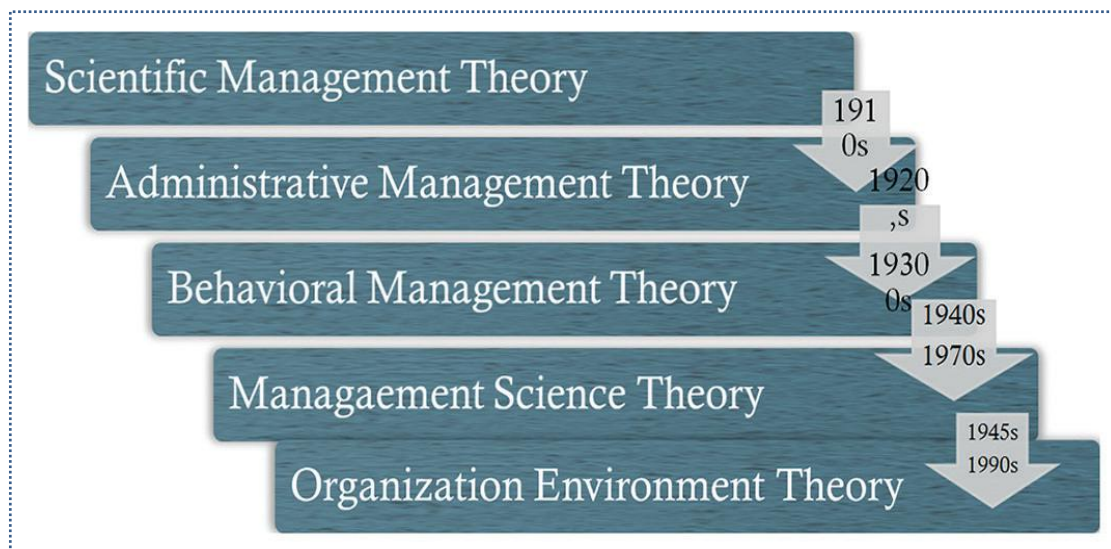 Scientific Management Theory
191
0s
Administrative Management Theory
1920
,s
Behavioral Management Theory
1930
0s
1940s
1970s
Managaement Science Theory
1945s
1990s
Organization Environment Theory